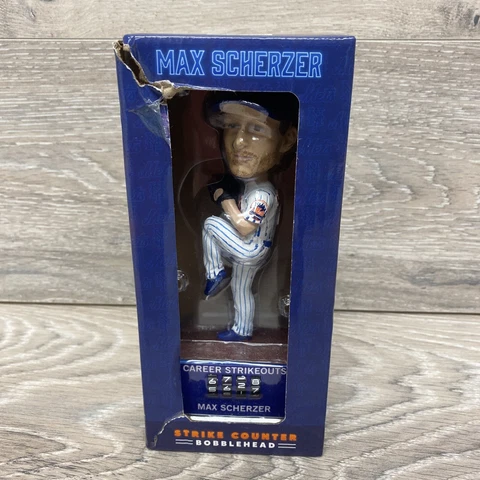 MAX SCHERZER
CAREER STRIKEOUTS
MAX SCHERZER
STRIKE COUNTER
BOBBLEHEAD